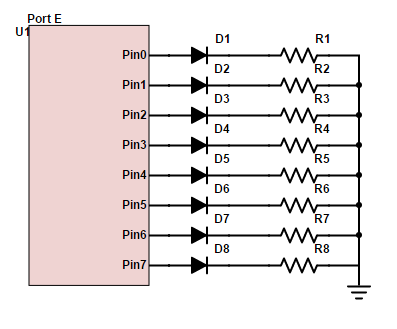 Port E
U1
Pin0
D1
R1
Pin1
D2
R2
Pin2
D3
R3
Pin3
D4
R4
Pin4
D5
R5
Pin5
D6
R6
Pin6
D7
R7
Pin7
D8
R8